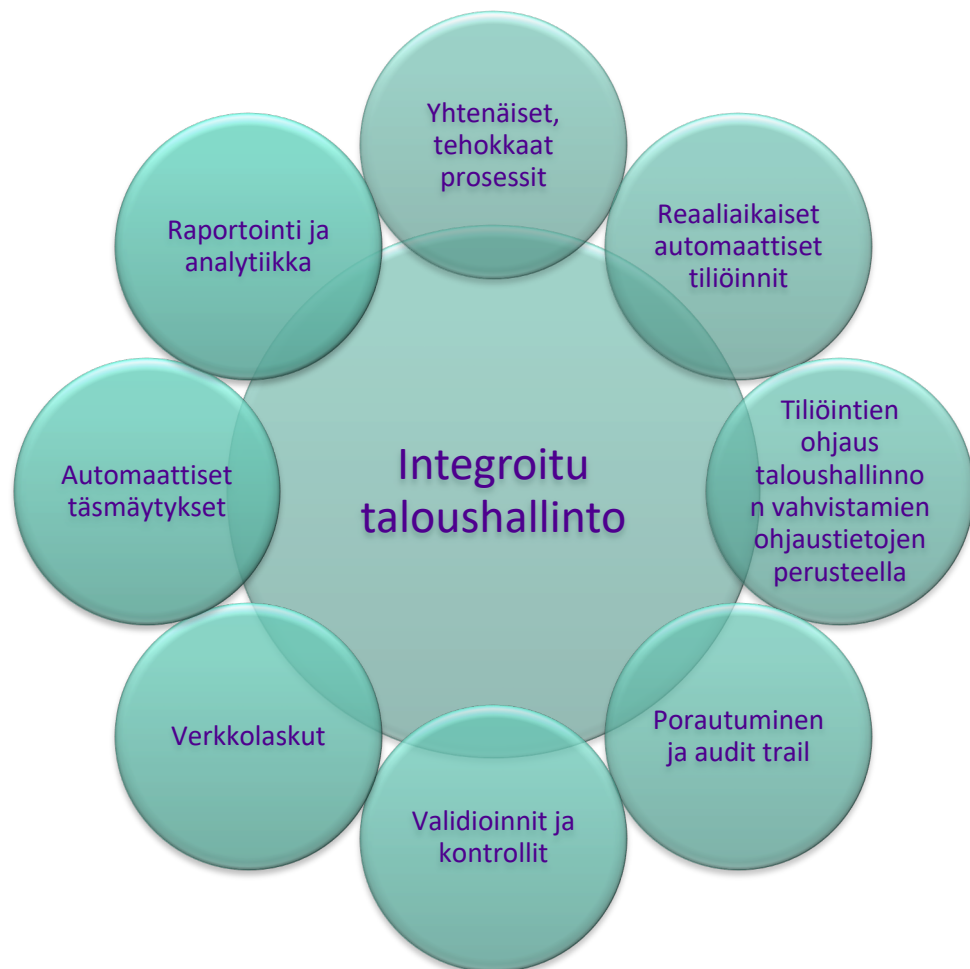 Yhtenäiset,
tehokkaat
prosessit
Reaaliaikaiset
automaattiset
tiliöinnit
Tiliöintien
ohjaus
taloushallinno
n vahvistamien
ohjaustietojen
perusteella
Porautuminen
ja audit trail
Validioinnit ja
kontrollit
Verkkolaskut
Automaattiset
täsmäytykset
Raportointi ja
analytiikka
Integroitu
taloushallinto